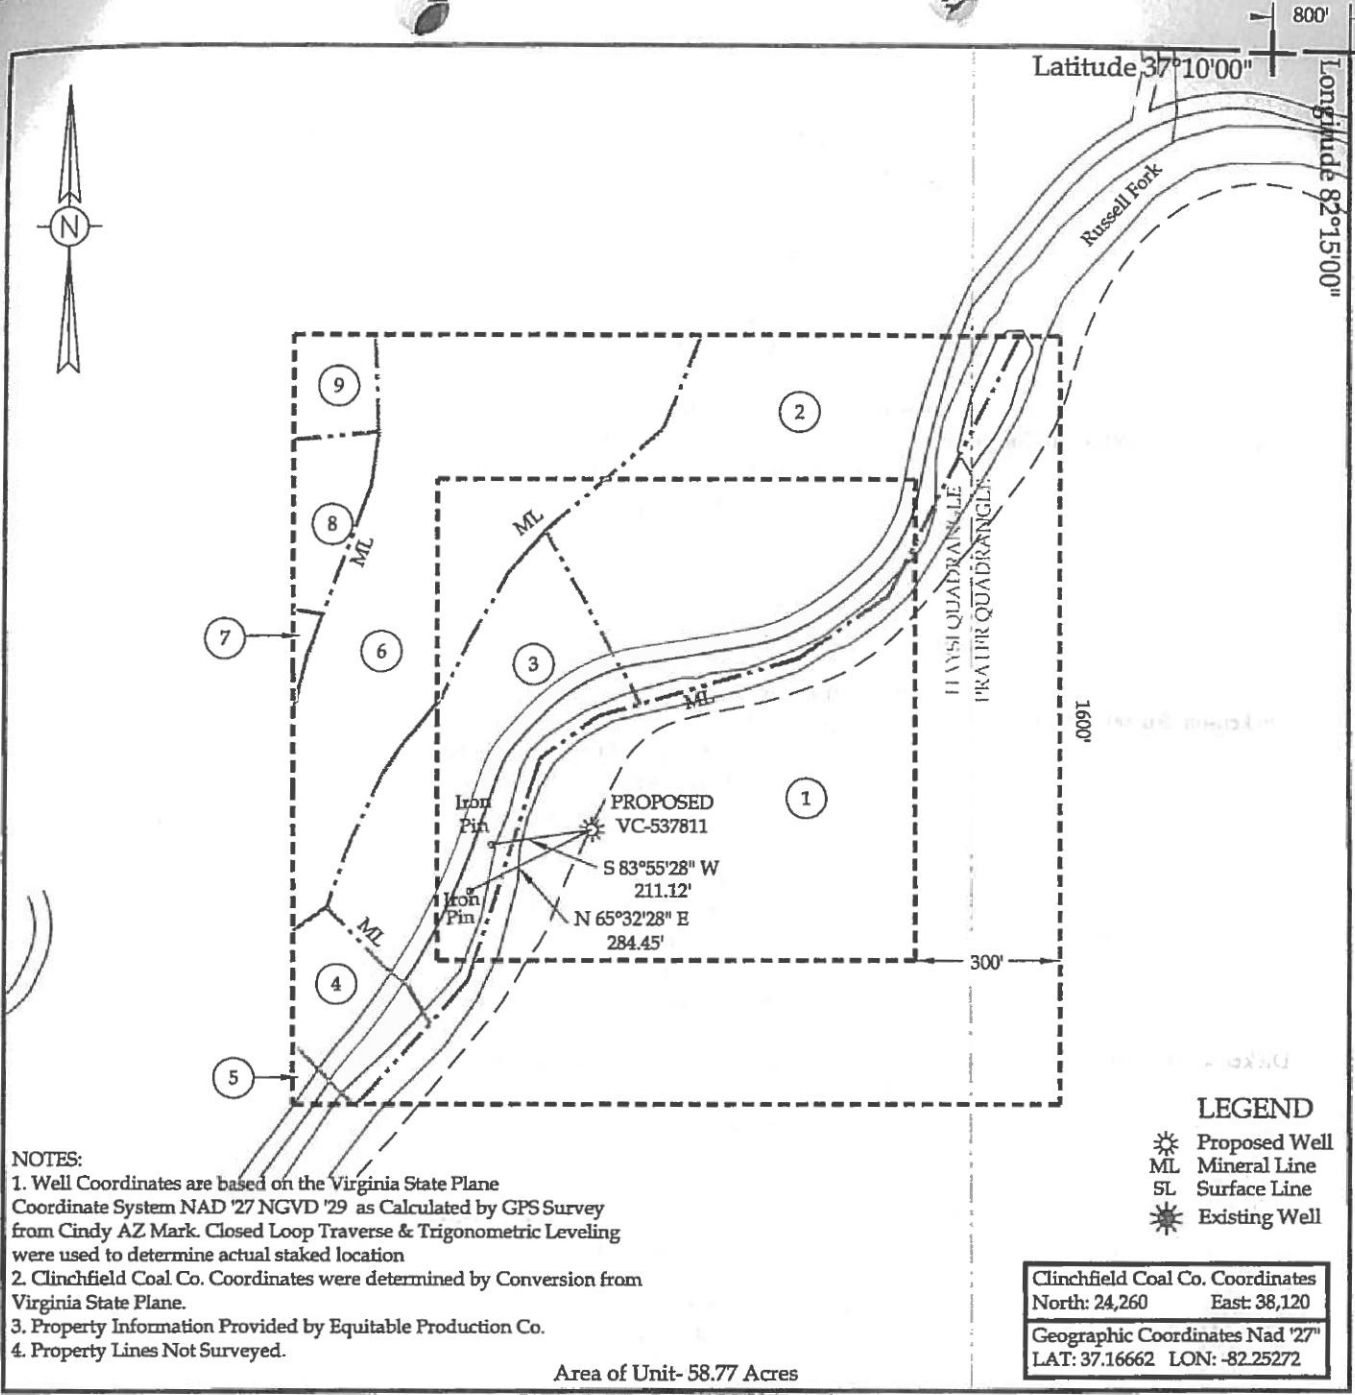 800'
Latitude 37°10'00"
Longitude 82°15'00"
N
Russell Fork
9
2
8
ML
ML
7
6
3
HAYSI QUADRANGLE
PRATER QUADRANGLE
ML
1600'
1
Iron
Pin
PROPOSED
VC-537811
S 83°55'28" W
211.12'
Iron
Pin
N 65°32'28" E
284.45'
ML
300'
4
5
LEGEND
Proposed Well
ML Mineral Line
SL Surface Line
Existing Well
NOTES:
1. Well Coordinates are based on the Virginia State Plane
Coordinate System NAD '27 NGVD '29 as Calculated by GPS Survey
from Cindy AZ Mark. Closed Loop Traverse & Trigonometric Leveling
were used to determine actual staked location
2. Clinchfield Coal Co. Coordinates were determined by Conversion from
Virginia State Plane.
3. Property Information Provided by Equitable Production Co.
4. Property Lines Not Surveyed.
Area of Unit- 58.77 Acres
Clinchfield Coal Co. Coordinates
North: 24,260 East: 38,120
Geographic Coordinates Nad '27"
LAT: 37.16662 LON: -82.25272